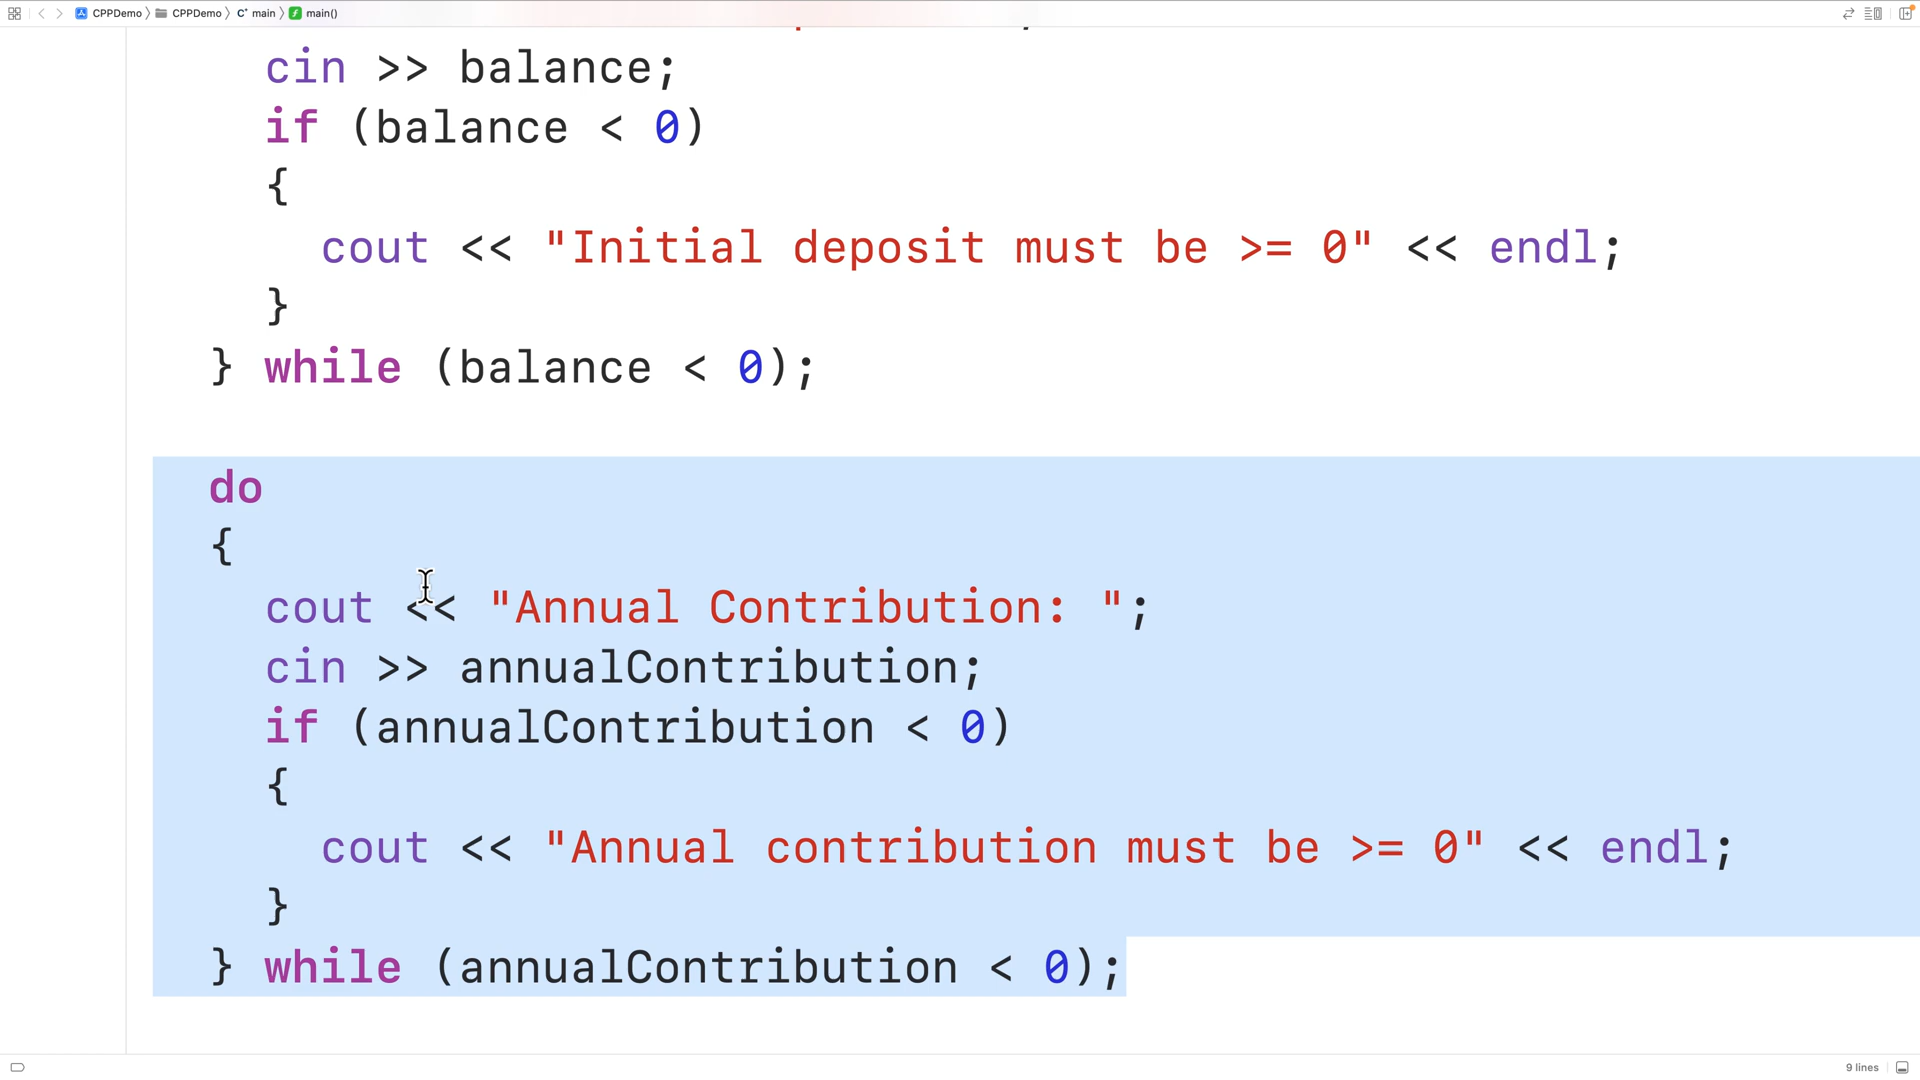 CPPDemo CPPDemo main main()
cin >> balance;
if (balance < 0)
{
cout << "Initial deposit must be >= 0" << endl;
}
} while (balance < 0);
do
{
cout << "Annual Contribution: ";
cin >> annualContribution;
if (annualContribution < 0)
{
cout << "Annual contribution must be >= 0" << endl;
}
} while (annualContribution < 0);
9 lines